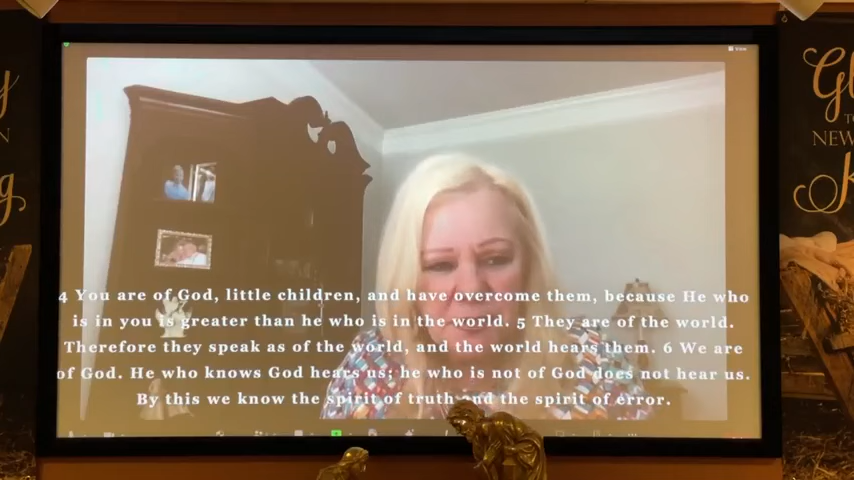 View
4 You are of God, little children, and have overcome them, because He who
is in you is greater than he who is in the world. 5 They are of the world.
Therefore they speak as of the world, and the world hears them. 6 We are
of God. He who knows God hears us; he who is not of God does not hear us.
By this we know the spirit of truth and the spirit of error.